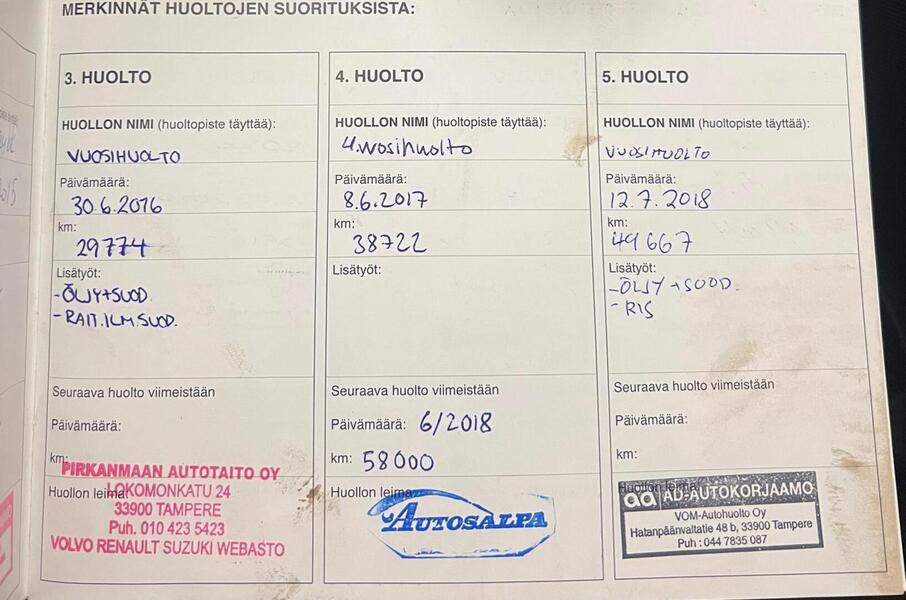 MERKINNÄT HUOLTOJEN SUORITUKSISTA:
3. HUOLTO
HUOLLON NIMI (huoltopiste täyttää):
VUOSIHUOLTO
Päivämäärä:
30.6.2016
km:
29774
Lisätyöt:
-ÖLJY+SUOD.
-RAIT.ILM.SUOD.
Seuraava huolto viimeistään
Päivämäärä:
km:
Huollon leima:
PIRKANMAAN AUTOTAITO OY
LOKOMONKATU 24
33900 TAMPERE
Puh. 010 423 5423
VOLVO RENAULT SUZUKI WEBASTO
4. HUOLTO
HUOLLON NIMI (huoltopiste täyttää):
4.vuosihuolto
Päivämäärä:
8.6.2017
km:
38722
Lisätyöt:
Seuraava huolto viimeistään
Päivämäärä: 6/2018
km: 58000
Huollon leima:
AUTOSALPA
5. HUOLTO
HUOLLON NIMI (huoltopiste täyttää):
VUOSIHUOLTO
Päivämäärä:
12.7.2018
km:
49667
Lisätyöt:
-ÖLJY+SUOD.
-RIS
Seuraava huolto viimeistään
Päivämäärä:
km:
Huollon leima:
ad AD-AUTOKORJAAMO
VOM-Autohuolto Oy
Hatanpäänvaltatie 48 b, 33900 Tampere
Puh : 044 7835 087